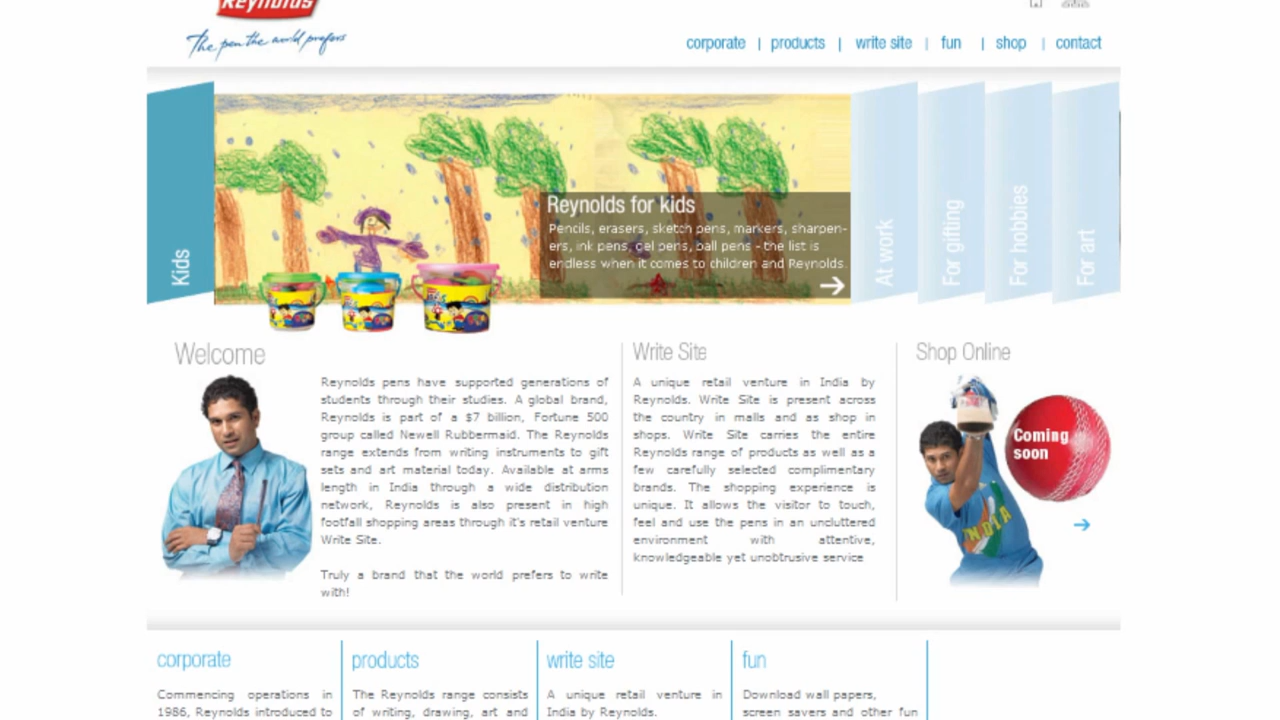 Reynolds
The pen the world prefers
corporate | products | write site | fun | shop | contact
Kids
Reynolds for kids
Pencils, erasers, sketch pens, markers, sharpen-
ers, ink pens, gel pens, ball pens - the list is
endless when it comes to children and Reynolds.
At work
For gifting
For hobbies
For art
Welcome
Reynolds pens have supported generations of
students through their studies. A global brand,
Reynolds is part of a $7 billion, Fortune 500
group called Newell Rubbermaid. The Reynolds
range extends from writing instruments to gift
sets and art material today. Available at arms
length in India through a wide distribution
network, Reynolds is also present in high
footfall shopping areas through it's retail venture
Write Site.
Truly a brand that the world prefers to write
with!
Write Site
A unique retail venture in India by
Reynolds. Write Site is present across
the country in malls and as shop in
shops. Write Site carries the entire
Reynolds range of products as well as a
few carefully selected complimentary
brands. The shopping experience is
unique. It allows the visitor to touch,
feel and use the pens in an uncluttered
environment with attentive,
knowledgeable yet unobtrusive service
Shop Online
Coming
soon
INDIA
corporate
Commencing operations in
1986, Reynolds introduced to
products
The Reynolds range consists
of writing, drawing, art and
write site
A unique retail venture in
India by Reynolds.
fun
Download wall papers,
screen savers and other fun